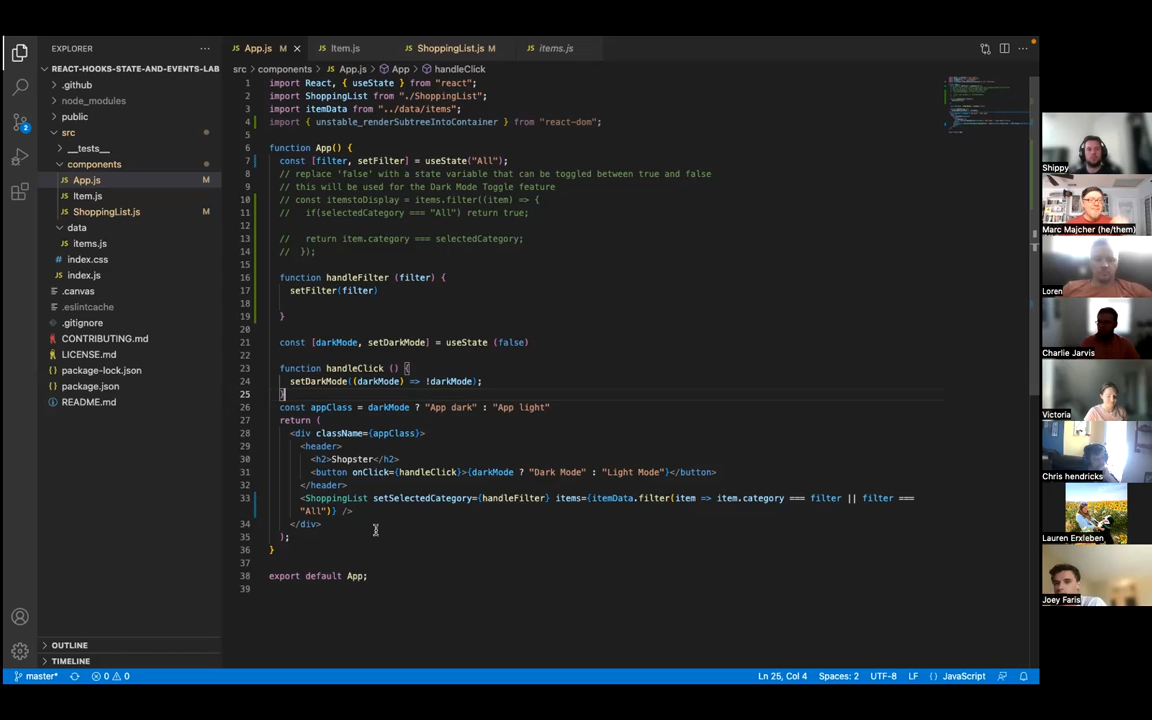 EXPLORER
REACT-HOOKS-STATE-AND-EVENTS-LAB
.github
node_modules
public
src
__tests__
components
App.js M
Item.js
ShoppingList.js M
data
items.js
index.css
index.js
.canvas
.eslintcache
.gitignore
CONTRIBUTING.md
LICENSE.md
package-lock.json
package.json
README.md
OUTLINE
TIMELINE
2
App.js M
Item.js
ShoppingList.js M
items.js
src components App.js App handleClick
1 import React, { useState } from "react";
2 import ShoppingList from "./ShoppingList";
3 import itemData from "../data/items";
4 import { unstable_renderSubtreeIntoContainer } from "react-dom";
5
6 function App() {
7 const [filter, setFilter] = useState("All");
8 // replace 'false' with a state variable that can be toggled between true and false
9 // this will be used for the Dark Mode Toggle feature
10 // const itemstoDisplay = items.filter((item) => {
11 // if(selectedCategory === "All") return true;
12
13 // return item.category === selectedCategory;
14 // });
15
16 function handleFilter (filter) {
17 setFilter(filter)
18
19 }
20
21 const [darkMode, setDarkMode] = useState (false)
22
23 function handleClick () {
24 setDarkMode((darkMode) => !darkMode);
25 }
26 const appClass = darkMode ? "App dark" : "App light"
27 return (
28 <div className={appClass}>
29 <header>
30 <h2>Shopster</h2>
31 <button onClick={handleClick}>{darkMode ? "Dark Mode" : "Light Mode"}</button>
32 </header>
33 <ShoppingList setSelectedCategory={handleFilter} items={itemData.filter(item => item.category === filter || filter ===
"All")} />
34 </div>
35 );
36 }
37
38 export default App;
39
Shippy
Marc Majcher (he/them)
Loren
Charlie Jarvis
Victoria
Chris hendricks
Lauren Erxleben
Joey Faris
master* 0 0 Ln 25, Col 4 Spaces: 2 UTF-8 LF {} JavaScript